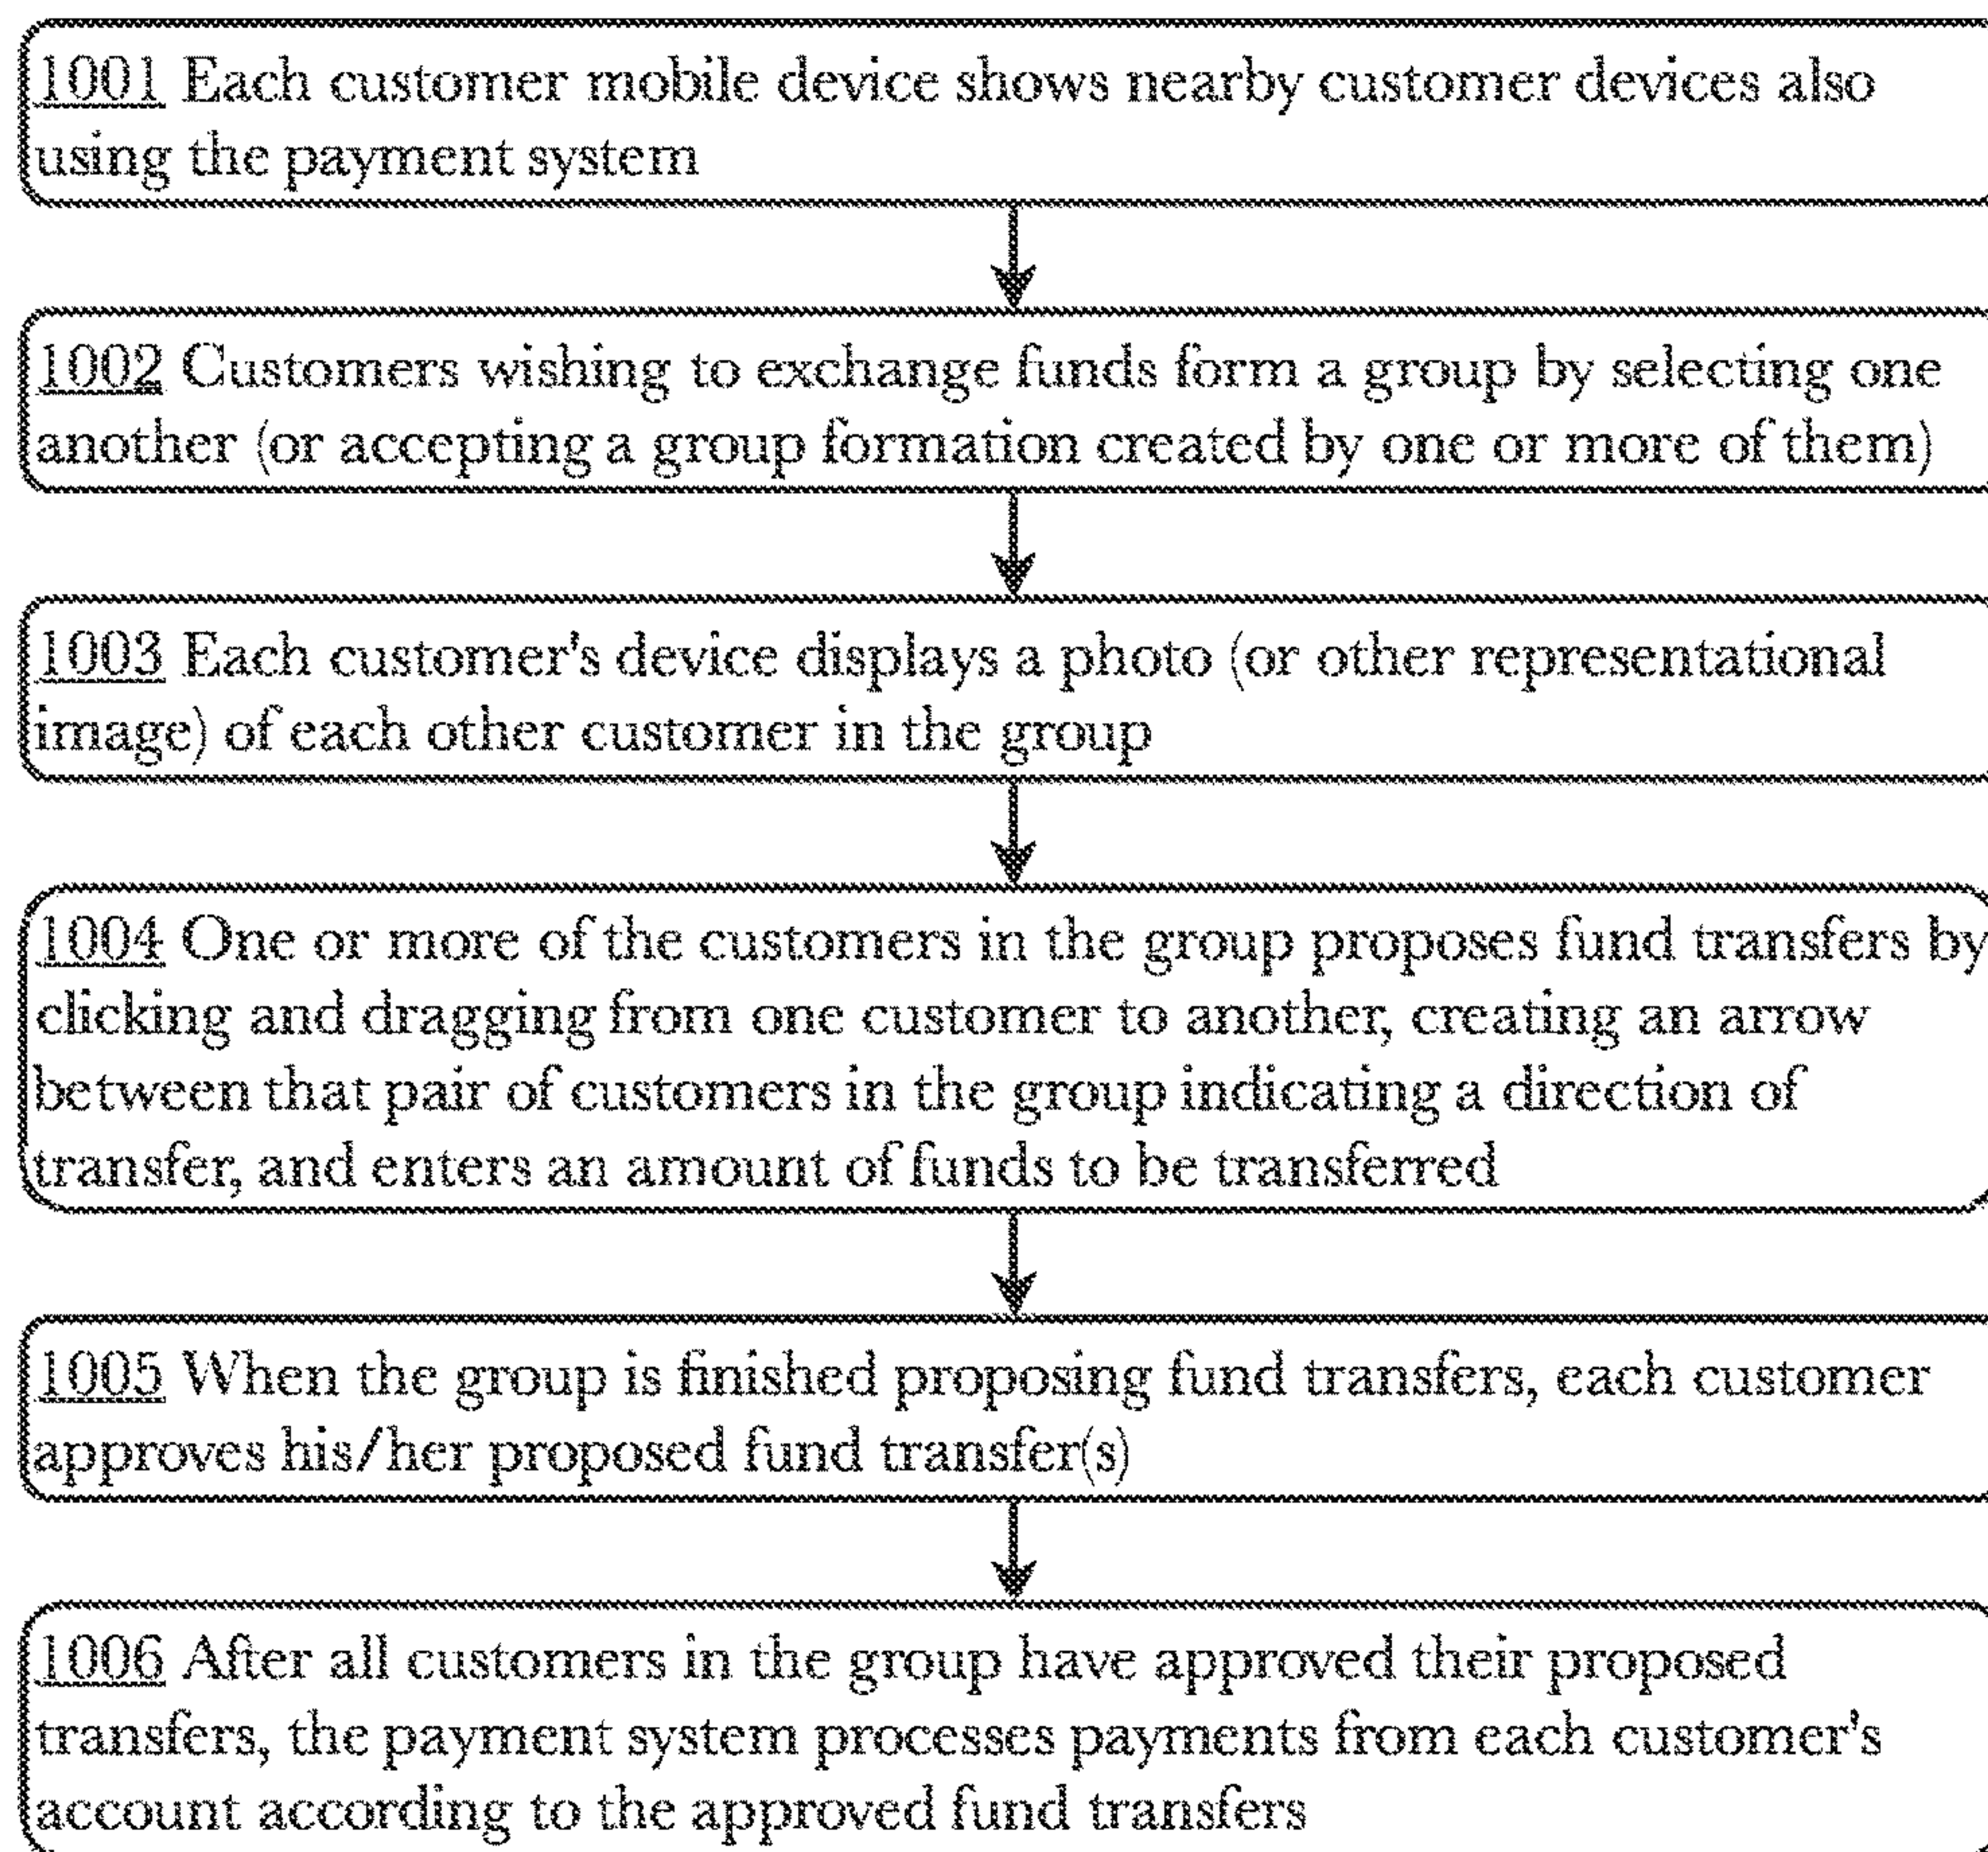 1001 Each customer mobile device shows nearby customer devices also
using the payment system
1002 Customers wishing to exchange funds form a group by selecting one
another (or accepting a group formation created by one or more of them)
1003 Each customer's device displays a photo (or other representational
image) of each other customer in the group
1004 One or more of the customers in the group proposes fund transfers by
clicking and dragging from one customer to another, creating an arrow
between that pair of customers in the group indicating a direction of
transfer, and enters an amount of funds to be transferred
1005 When the group is finished proposing fund transfers, each customer
approves his/her proposed fund transfer(s)
1006 After all customers in the group have approved their proposed
transfers, the payment system processes payments from each customer's
account according to the approved fund transfers